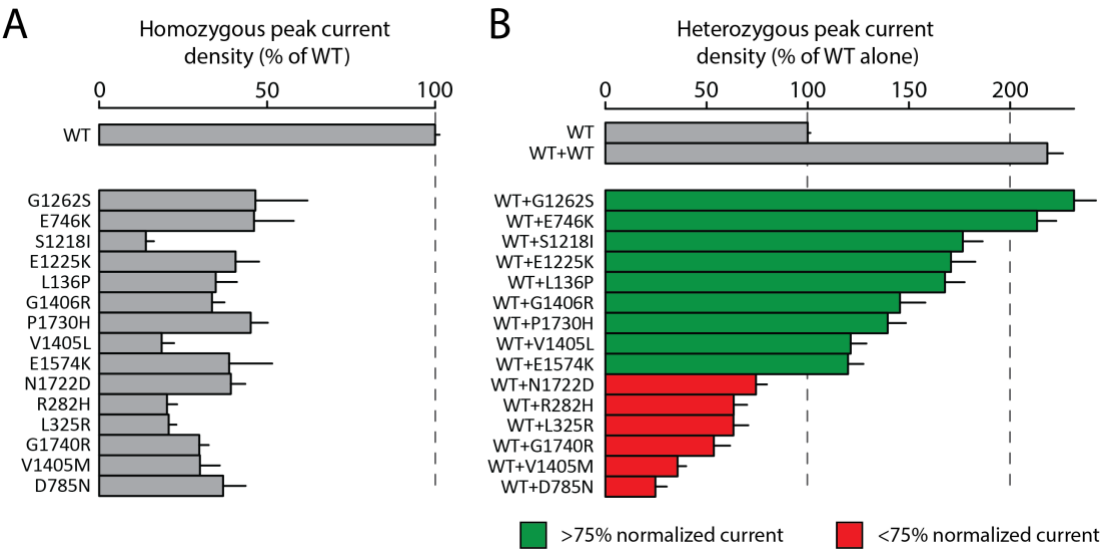 A
Homozygous peak current
density (% of WT)
0 50 100
WT
G1262S
E746K
S1218I
E1225K
L136P
G1406R
P1730H
V1405L
E1574K
N1722D
R282H
L325R
G1740R
V1405M
D785N
B
Heterozygous peak current
density (% of WT alone)
0 50 100 150 200
WT
WT+WT
WT+G1262S
WT+E746K
WT+S1218I
WT+E1225K
WT+L136P
WT+G1406R
WT+P1730H
WT+V1405L
WT+E1574K
WT+N1722D
WT+R282H
WT+L325R
WT+G1740R
WT+V1405M
WT+D785N
>75% normalized current
<75% normalized current